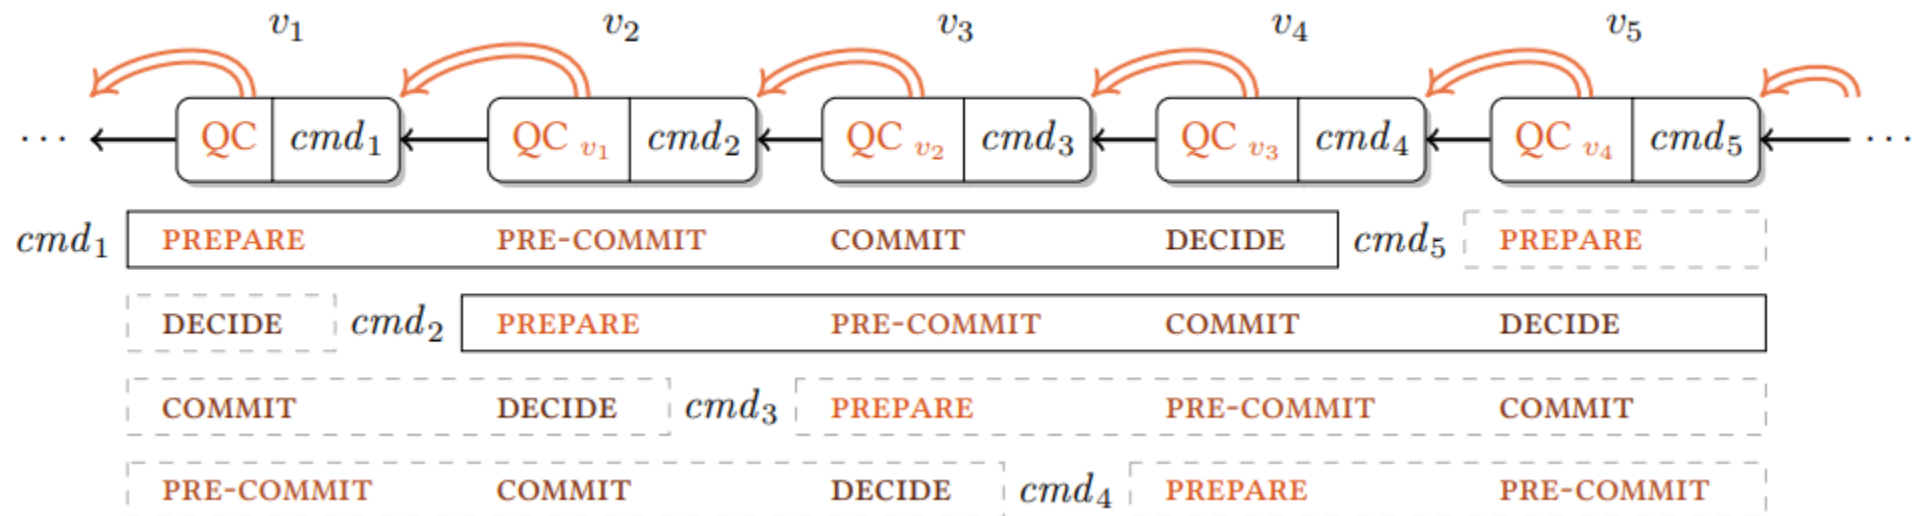 v₁ v₂ v₃ v₄ v₅
··· QC cmd₁ QC v₁ cmd₂ QC v₂ cmd₃ QC v₃ cmd₄ QC v₄ cmd₅ ···
cmd₁ PREPARE PRE-COMMIT COMMIT DECIDE cmd₅ PREPARE
DECIDE cmd₂ PREPARE PRE-COMMIT COMMIT DECIDE
COMMIT DECIDE cmd₃ PREPARE PRE-COMMIT COMMIT
PRE-COMMIT COMMIT DECIDE cmd₄ PREPARE PRE-COMMIT